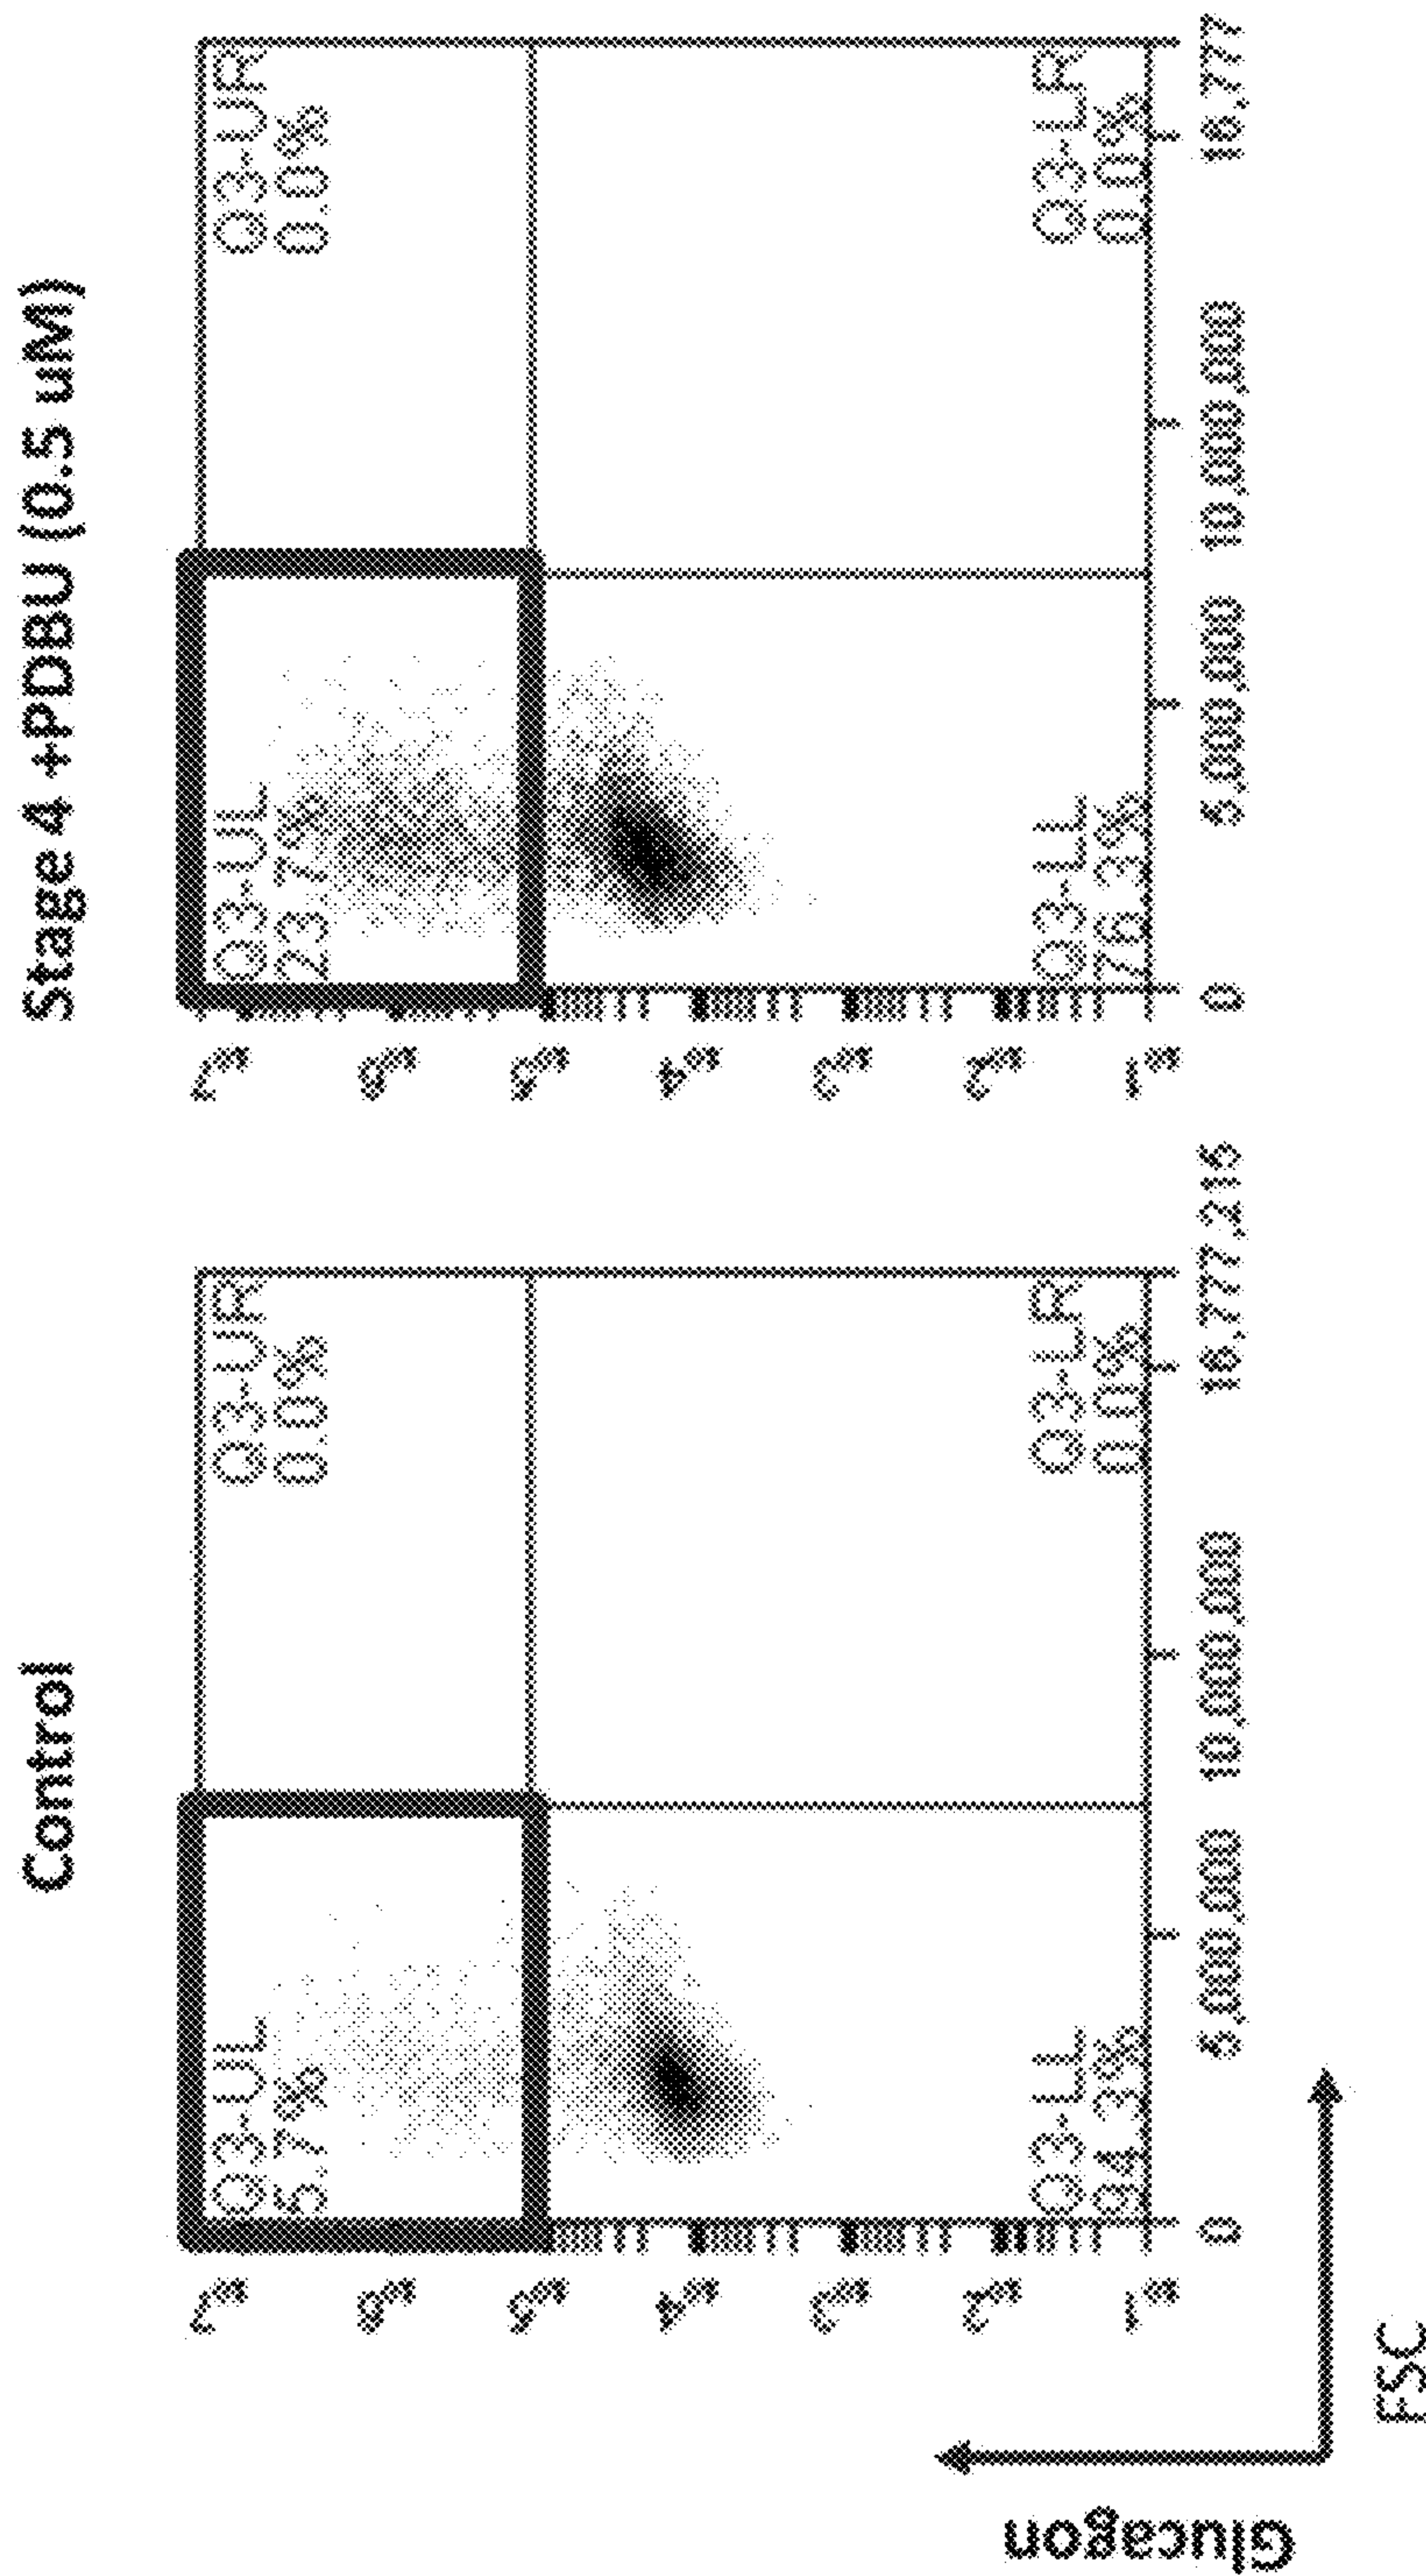 Control
Stage 4 +PDBU (0.5 uM)
Q3-UL
5.7%
Q3-UR
0.0%
Q3-LL
94.3%
Q3-LR
0.0%
0
5,000,000
10,000,000
16,777,216
Q3-UL
23.7%
Q3-UR
0.0%
Q3-LL
76.3%
Q3-LR
0.0%
0
5,000,000
10,000,000
16,777
Glucagon
FSC